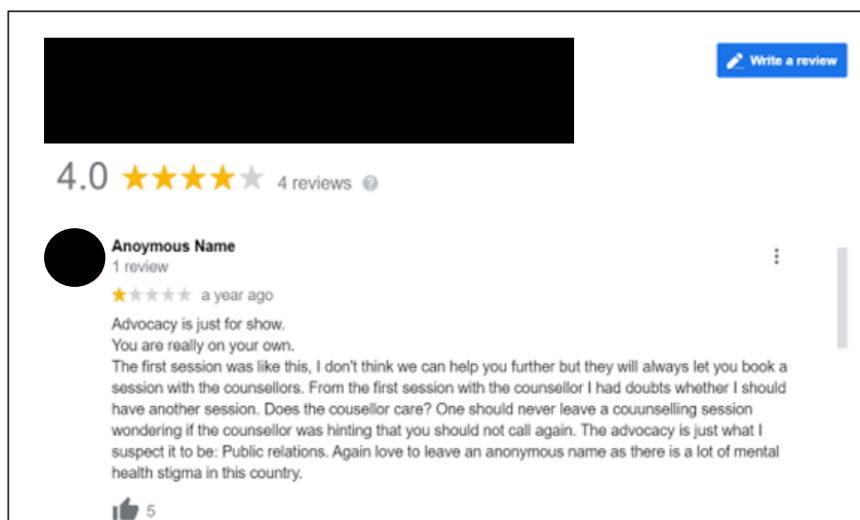 Write a review
4.0 4 reviews
Anoymous Name
1 review
a year ago
Advocacy is just for show.
You are really on your own.
The first session was like this, I don't think we can help you further but they will always let you book a
session with the counsellors. From the first session with the counsellor I had doubts whether I should
have another session. Does the cousellor care? One should never leave a couunselling session
wondering if the counsellor was hinting that you should not call again. The advocacy is just what I
suspect it to be: Public relations. Again love to leave an anonymous name as there is a lot of mental
health stigma in this country.
5